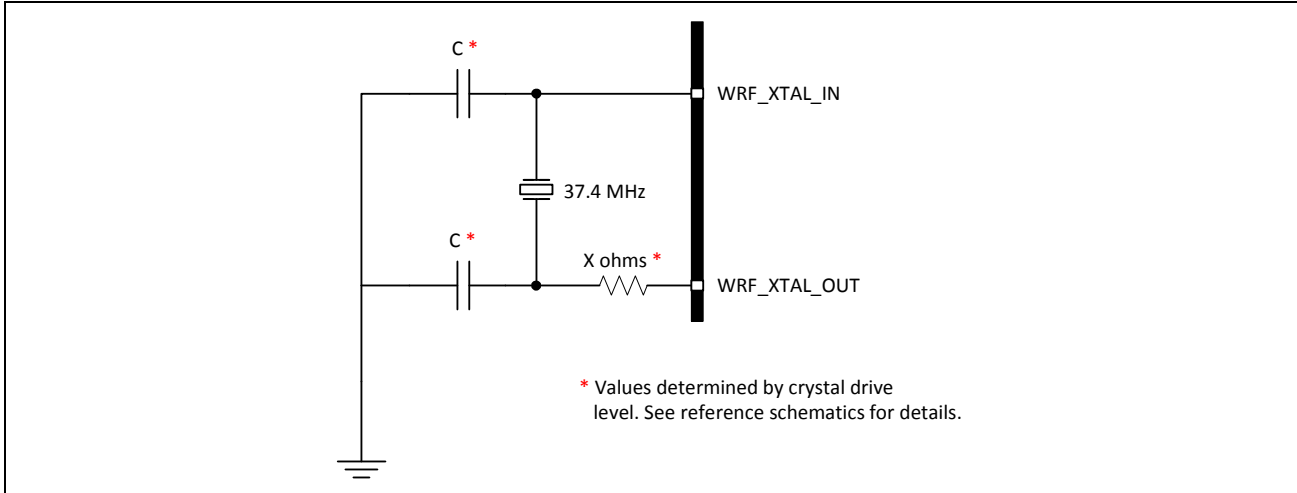 C *
WRF_XTAL_IN
37.4 MHz
C *
X ohms *
WRF_XTAL_OUT
* Values determined by crystal drive
level. See reference schematics for details.